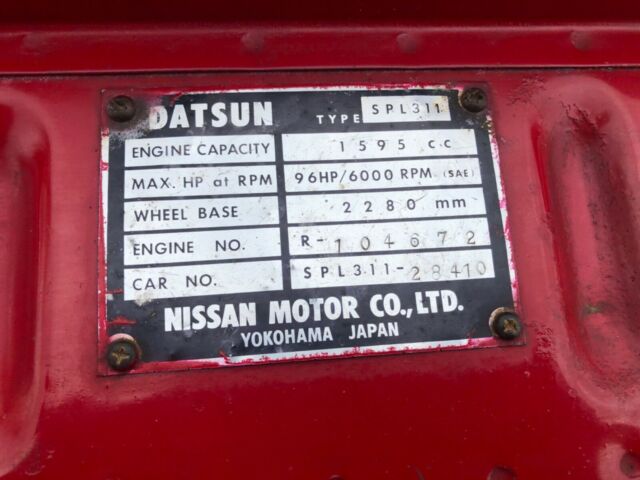 DATSUN TYPE SPL311
ENGINE CAPACITY 1595 cc
MAX. HP at RPM 96HP/6000 RPM (SAE)
WHEEL BASE 2280 mm
ENGINE NO. R-104672
CAR NO. SPL311-28410
NISSAN MOTOR CO., LTD.
YOKOHAMA JAPAN